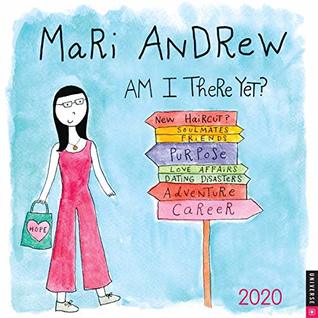 MARI ANDREW
AM I THERE YET?
NEW HAIRCUT?
SOULMATES
FRIENDS
PURPOSE
LOVE AFFAIRS
DATING DISASTERS
ADVENTURE
CAREER
HOPE
2020
UNIVERSE